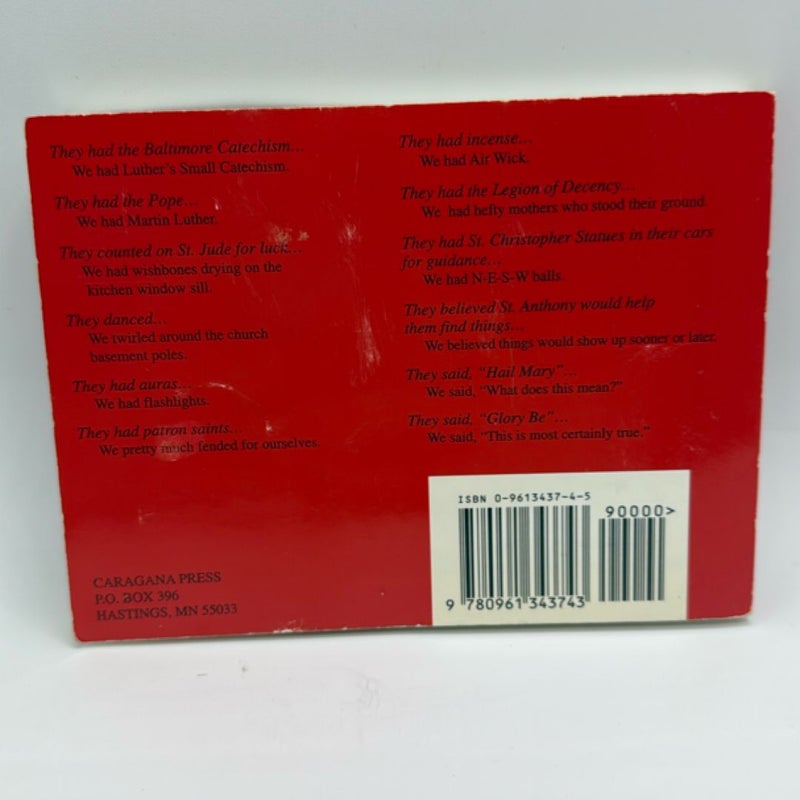 They had the Baltimore Catechism...
We had Luther's Small Catechism.
They had the Pope...
We had Martin Luther.
They counted on St. Jude for luck...
We had wishbones drying on the
kitchen window sill.
They danced...
We twirled around the church
basement poles.
They had auras...
We had flashlights.
They had patron saints...
We pretty much fended for ourselves.
They had incense...
We had Air Wick.
They had the Legion of Decency...
We had hefty mothers who stood their ground.
They had St. Christopher Statues in their cars
for guidance...
We had N-E-S-W balls.
They believed St. Anthony would help
them find things...
We believed things would show up sooner or later.
They said, "Hail Mary"...
We said, "What does this mean?"
They said, "Glory Be"...
We said, "This is most certainly true."
CARAGANA PRESS
P.O. BOX 396
HASTINGS, MN 55033
ISBN 0-9613437-4-5
90000>
9 780961 343743